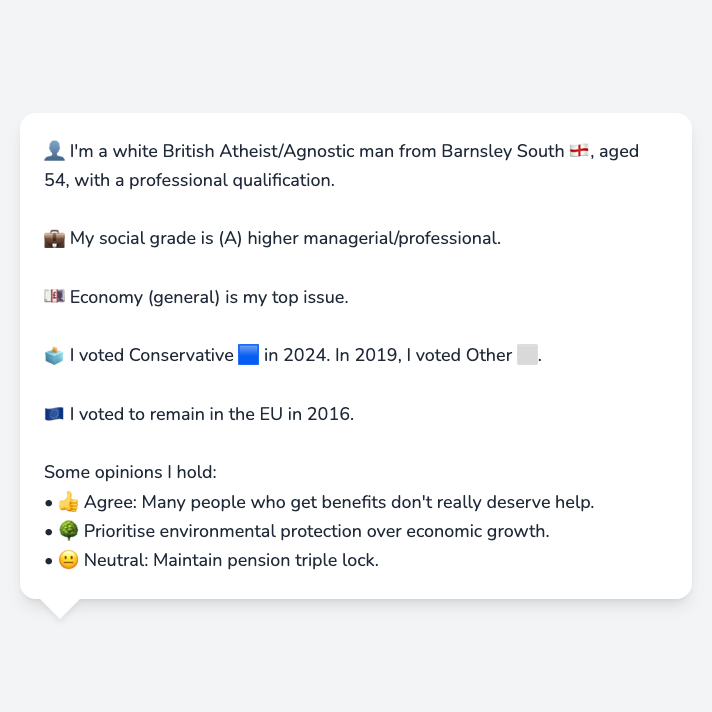 👤 I'm a white British Atheist/Agnostic man from Barnsley South 🏴󠁧󠁢󠁥󠁮󠁧󠁿, aged
54, with a professional qualification.
💼 My social grade is (A) higher managerial/professional.
💷 Economy (general) is my top issue.
🗳️ I voted Conservative 🟦 in 2024. In 2019, I voted Other ⬜.
🇪🇺 I voted to remain in the EU in 2016.
Some opinions I hold:
• 👍 Agree: Many people who get benefits don't really deserve help.
• 🌳 Prioritise environmental protection over economic growth.
• 😐 Neutral: Maintain pension triple lock.